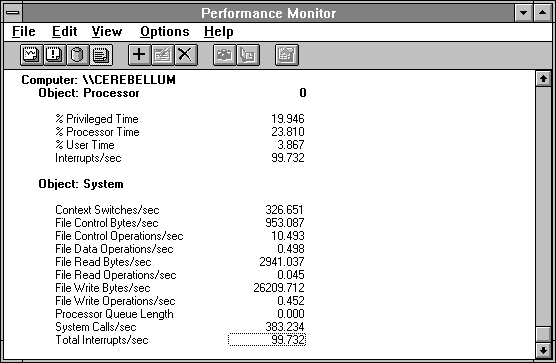 Performance Monitor
File Edit View Options Help
Computer: \\CEREBELLUM
Object: Processor 0
% Privileged Time 19.946
% Processor Time 23.810
% User Time 3.867
Interrupts/sec 99.732
Object: System
Context Switches/sec 326.651
File Control Bytes/sec 953.087
File Control Operations/sec 10.493
File Data Operations/sec 0.498
File Read Bytes/sec 2941.037
File Read Operations/sec 0.045
File Write Bytes/sec 26209.712
File Write Operations/sec 0.452
Processor Queue Length 0.000
System Calls/sec 383.234
Total Interrupts/sec 99.732